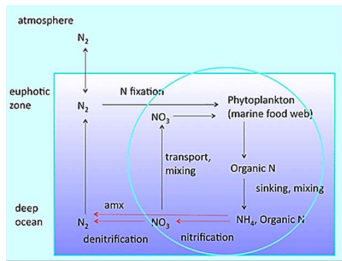 atmosphere
N2
euphotic
zone
N fixation
N2
NO3
Phytoplankton
(marine food web)
transport,
mixing
Organic N
sinking, mixing
deep
ocean
amx
N2
NO3
NH4, Organic N
denitrification
nitrification